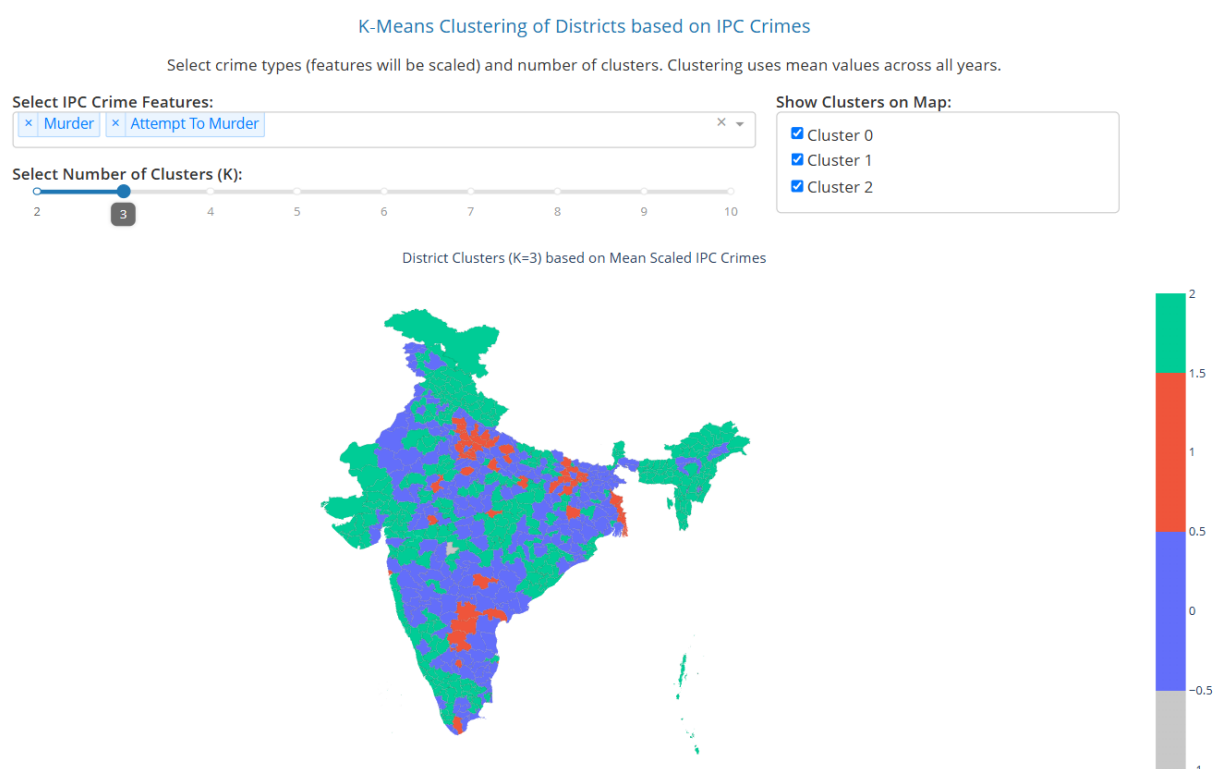 K-Means Clustering of Districts based on IPC Crimes
Select crime types (features will be scaled) and number of clusters. Clustering uses mean values across all years.
Select IPC Crime Features:
× Murder × Attempt To Murder ×
Select Number of Clusters (K):
2 3 4 5 6 7 8 9 10
Show Clusters on Map:
Cluster 0
Cluster 1
Cluster 2
District Clusters (K=3) based on Mean Scaled IPC Crimes
2
1.5
1
0.5
0
−0.5